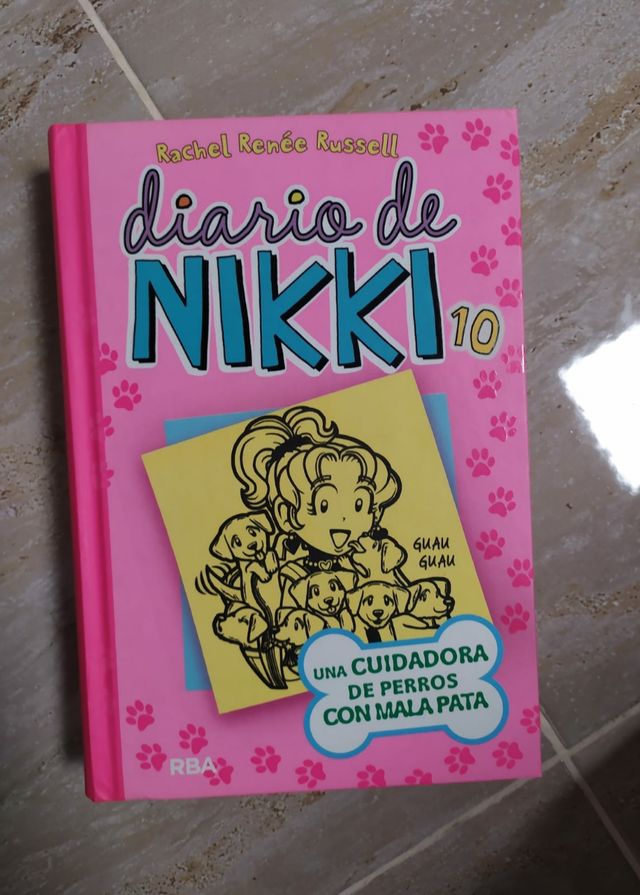 Rachel Renée Russell
diario de
NIKKI 10
GUAU
GUAU
UNA CUIDADORA
DE PERROS
CON MALA PATA
RBA